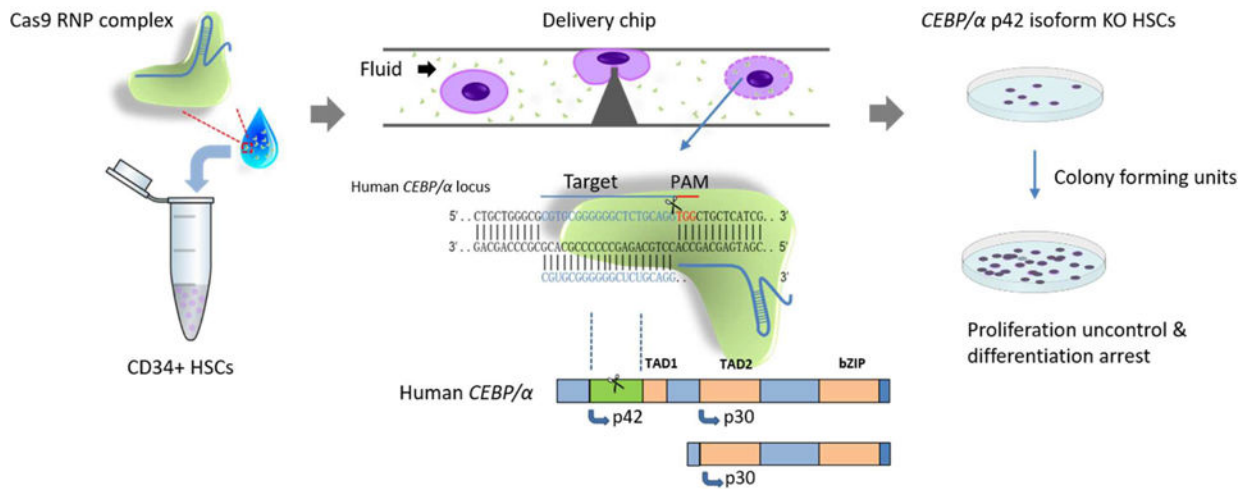 Cas9 RNP complex
Delivery chip
CEBP/α p42 isoform KO HSCs
Fluid
Human CEBP/α locus
Target
PAM
5'..CTGCTGGGCGCGTGCGGGGGGCTCTGCAGGTGGCTGCTCATCG.. 3'
3'..GACGACCCGCGCACGCCCCCCGAGACGTCCACCGACGAGTAGC.. 5'
CGUGCGGGGGGCUCUGCAGG..
3'
Colony forming units
CD34+ HSCs
Proliferation uncontrol &
differentiation arrest
TAD1
TAD2
bZIP
Human CEBP/α
p42
p30
p30